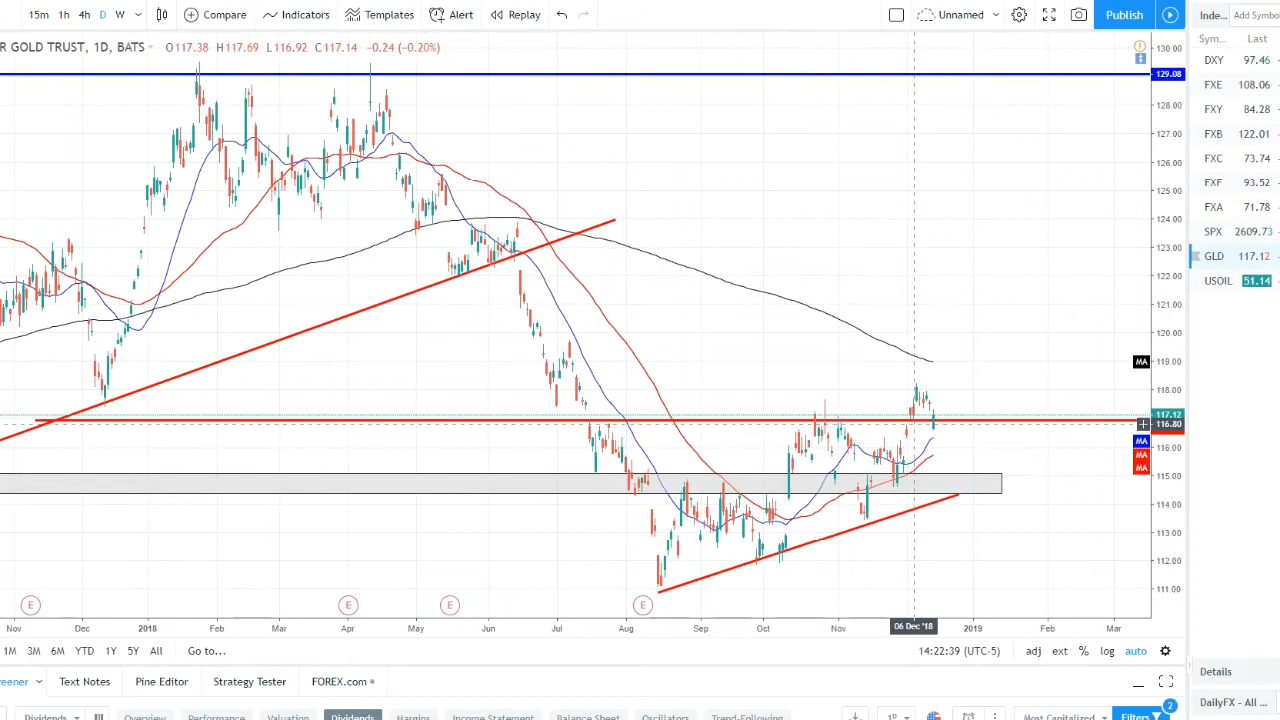 15m 1h 4h D W Compare Indicators Templates Alert Replay Unnamed Publish Inde... Add Symbo
R GOLD TRUST, 1D, BATS O117.38 H117.69 L116.92 C117.14 -0.24 (-0.20%)
Sym... Last
DXY 97.46
FXE 108.06
FXY 84.28
FXB 122.01
FXC 73.74
FXF 93.52
FXA 71.78
SPX 2609.73
GLD 117.12
USOIL 51.14
130.00
129.08
128.00
127.00
126.00
125.00
124.00
123.00
122.00
121.00
120.00
MA 119.00
118.00
117.12
116.80
MA 116.00
MA
MA
115.00
114.00
113.00
112.00
111.00
E E E E
Nov Dec 2018 Feb Mar Apr May Jun Jul Aug Sep Oct Nov 06 Dec '18 2019 Feb Mar
1M 3M 6M YTD 1Y 5Y All Go to... 14:22:39 (UTC-5) adj ext % log auto
Details
eener Text Notes Pine Editor Strategy Tester FOREX.com
DailyFX - All ...
2
Dividends Overview Performance Valuation Dividends Margins Income Statement Balance Sheet Oscillators Trend-Following 1D Most Capitalized Filters